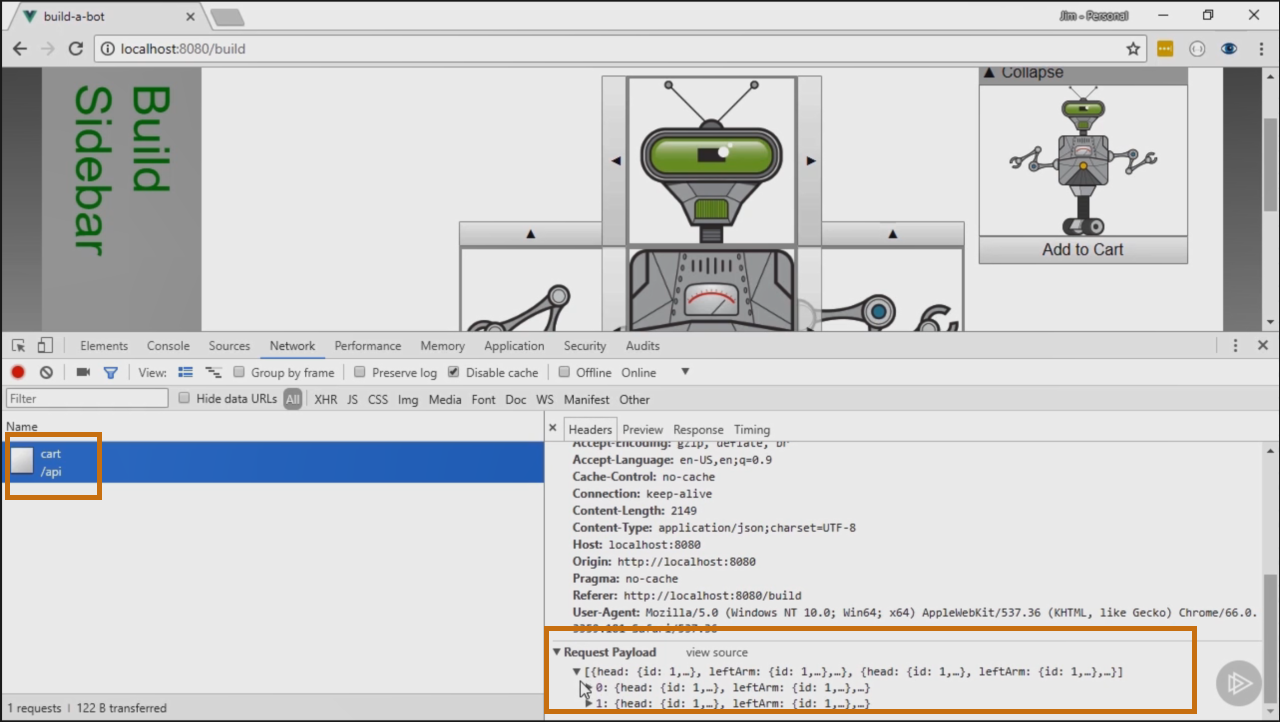 build-a-bot
Jim - Personal
localhost:8080/build
Build
Sidebar
▲ Collapse
Add to Cart
Elements Console Sources Network Performance Memory Application Security Audits
View: Group by frame Preserve log Disable cache Offline Online
Filter Hide data URLs All XHR JS CSS Img Media Font Doc WS Manifest Other
Name
cart
/api
Headers Preview Response Timing
Accept-Encoding: gzip, deflate, br
Accept-Language: en-US,en;q=0.9
Cache-Control: no-cache
Connection: keep-alive
Content-Length: 2149
Content-Type: application/json;charset=UTF-8
Host: localhost:8080
Origin: http://localhost:8080
Pragma: no-cache
Referer: http://localhost:8080/build
User-Agent: Mozilla/5.0 (Windows NT 10.0; Win64; x64) AppleWebKit/537.36 (KHTML, like Gecko) Chrome/66.0.
3359.181 Safari/537.36
▼ Request Payload view source
▼ [{head: {id: 1,…}, leftArm: {id: 1,…},…}, {head: {id: 1,…}, leftArm: {id: 1,…},…}]
▶ 0: {head: {id: 1,…}, leftArm: {id: 1,…},…}
▶ 1: {head: {id: 1,…}, leftArm: {id: 1,…},…}
1 requests | 122 B transferred